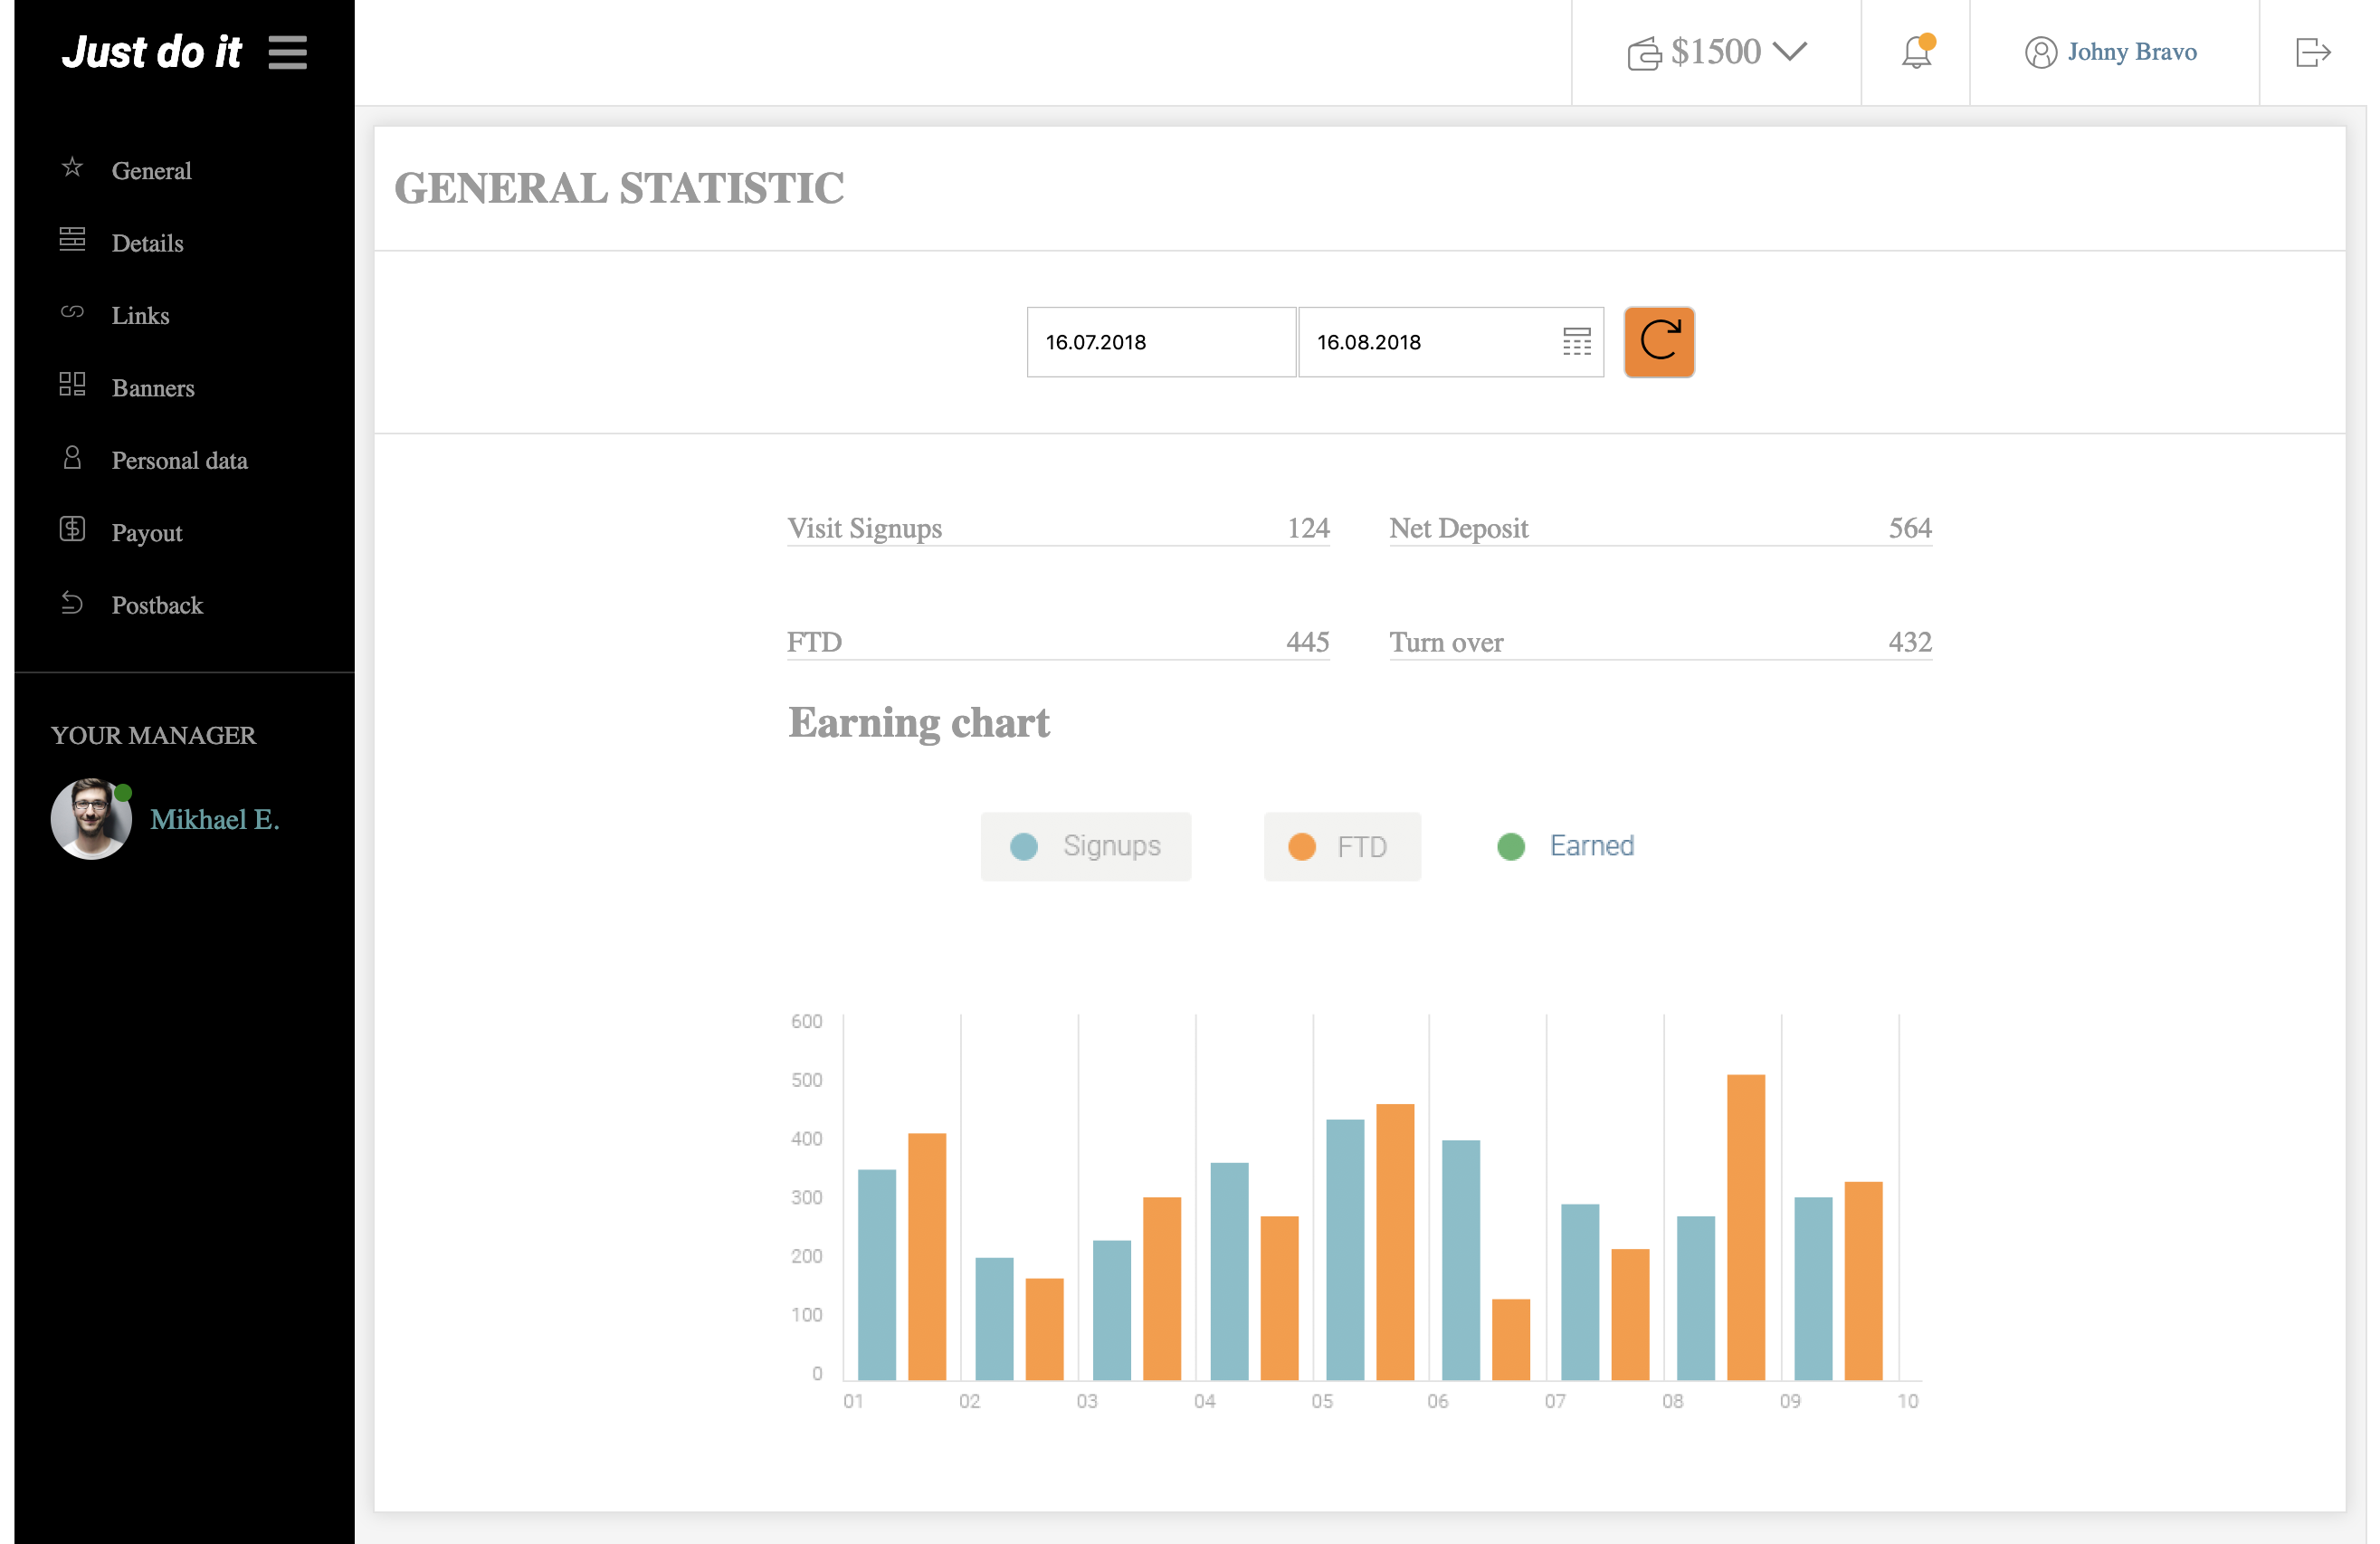 Just do it
$1500
Johny Bravo
General
Details
Links
Banners
Personal data
Payout
Postback
YOUR MANAGER
Mikhael E.
GENERAL STATISTIC
16.07.2018
16.08.2018
Visit Signups 124
Net Deposit 564
FTD 445
Turn over 432
Earning chart
Signups
FTD
Earned
600
500
400
300
200
100
0
01 02 03 04 05 06 07 08 09 10